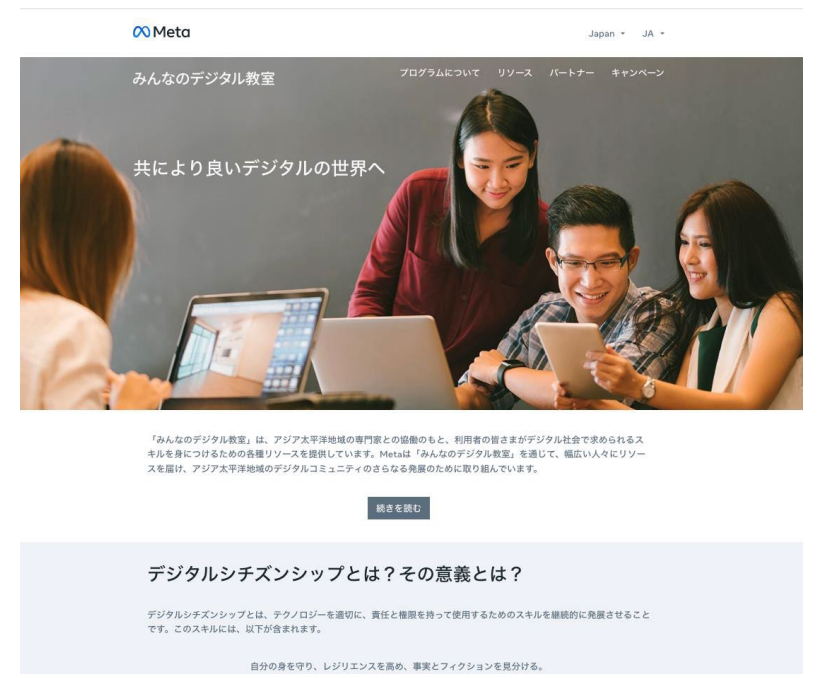 Meta
Japan
JA
みんなのデジタル教室
プログラムについて リソース パートナー キャンペーン
共により良いデジタルの世界へ
「みんなのデジタル教室」は、アジア太平洋地域の専門家との協働のもと、利用者の皆さまがデジタル社会で求められるス
キルを身につけるための各種リソースを提供しています。Metaは「みんなのデジタル教室」を通じて、幅広い人々にリソー
スを届け、アジア太平洋地域のデジタルコミュニティのさらなる発展のために取り組んでいます。
続きを読む
デジタルシチズンシップとは？その意義とは？
デジタルシチズンシップとは、テクノロジーを適切に、責任と権限を持って使用するためのスキルを継続的に発展させること
です。このスキルには、以下が含まれます。
自分の身を守り、レジリエンスを高め、事実とフィクションを見分ける。